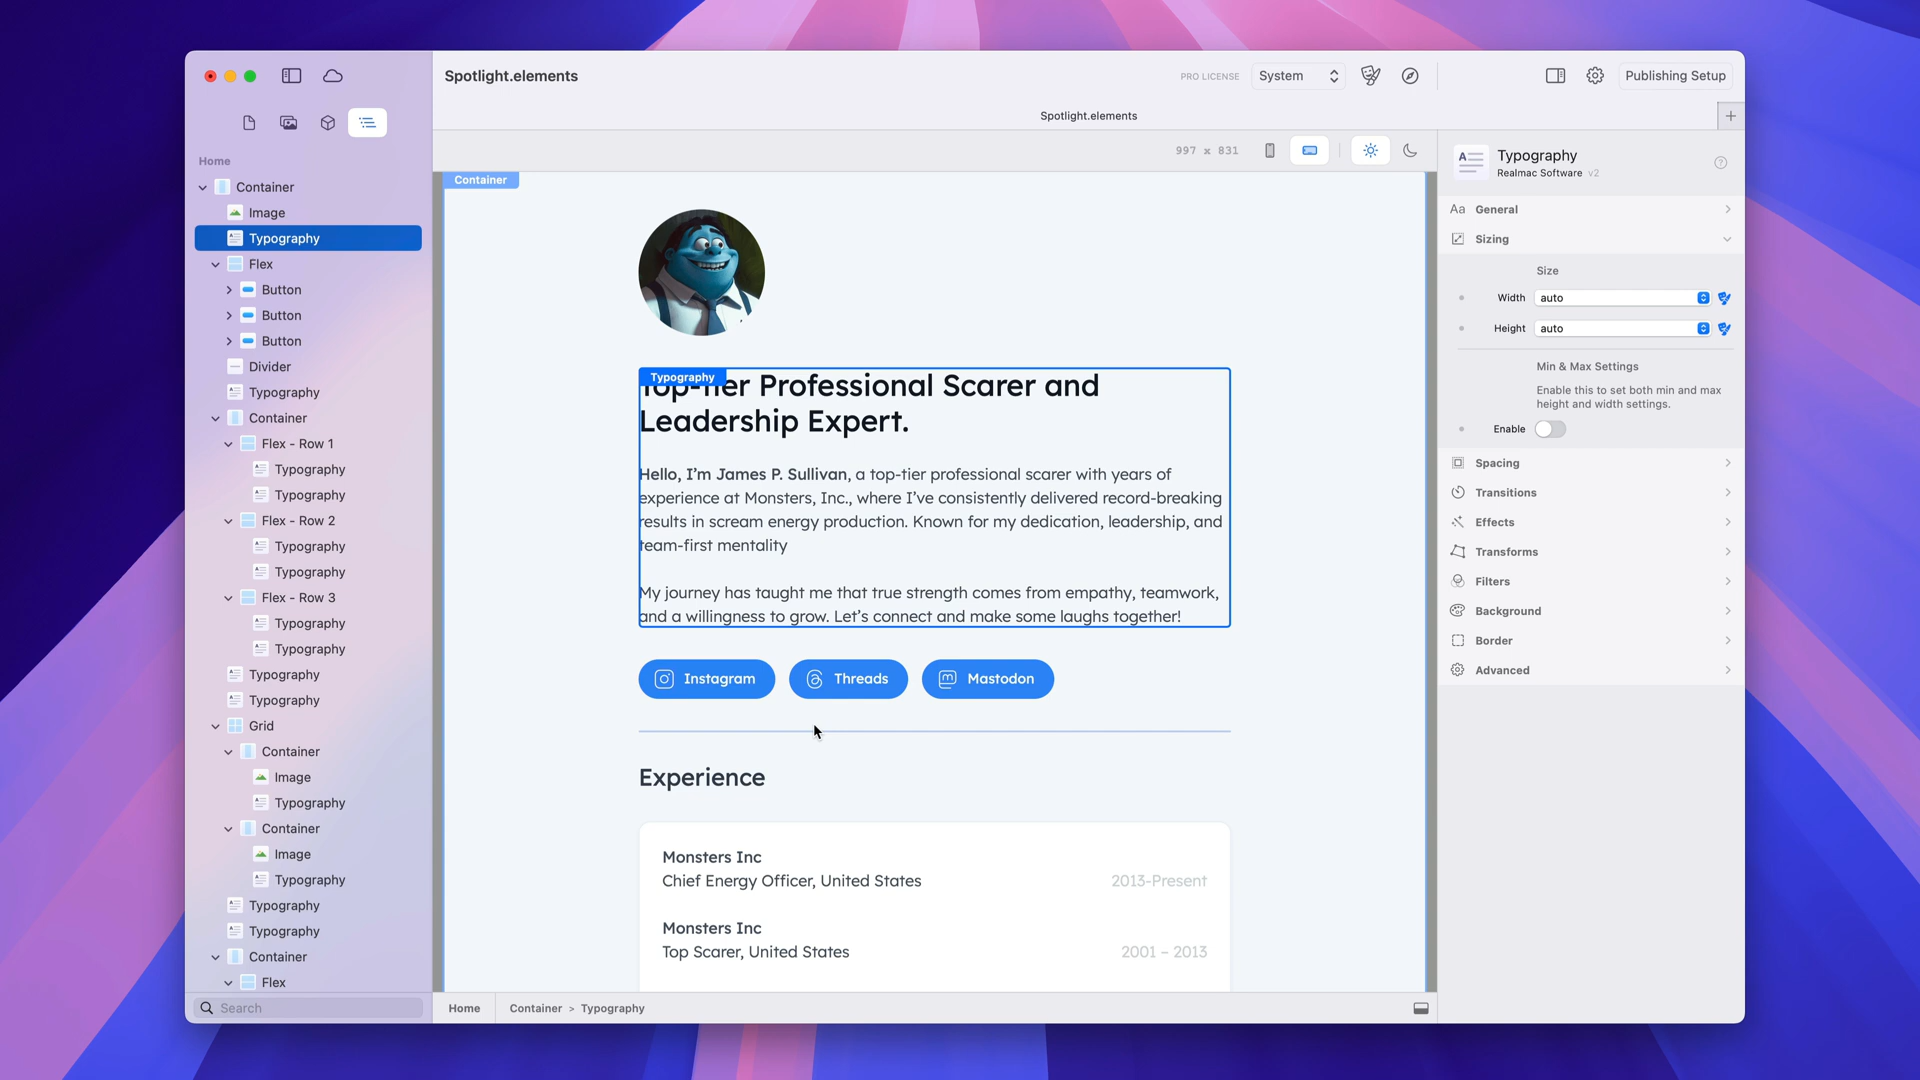 Spotlight.elements
PRO LICENSE
System
Publishing Setup
Spotlight.elements
997 x 831
Home
Container
Image
Typography
Flex
Button
Button
Button
Divider
Typography
Container
Flex - Row 1
Typography
Typography
Flex - Row 2
Typography
Typography
Flex - Row 3
Typography
Typography
Typography
Typography
Grid
Container
Image
Typography
Container
Image
Typography
Typography
Typography
Container
Flex
Search
Container
Typography
Top-tier Professional Scarer and
Leadership Expert.
Hello, I’m James P. Sullivan, a top-tier professional scarer with years of
experience at Monsters, Inc., where I’ve consistently delivered record-breaking
results in scream energy production. Known for my dedication, leadership, and
team-first mentality
My journey has taught me that true strength comes from empathy, teamwork,
and a willingness to grow. Let’s connect and make some laughs together!
Instagram
Threads
Mastodon
Experience
Monsters Inc
Chief Energy Officer, United States
2013-Present
Monsters Inc
Top Scarer, United States
2001 – 2013
Home
Container > Typography
Typography
Realmac Software v2
Aa General
Sizing
Size
Width auto
Height auto
Min & Max Settings
Enable this to set both min and max
height and width settings.
Enable
Spacing
Transitions
Effects
Transforms
Filters
Background
Border
Advanced